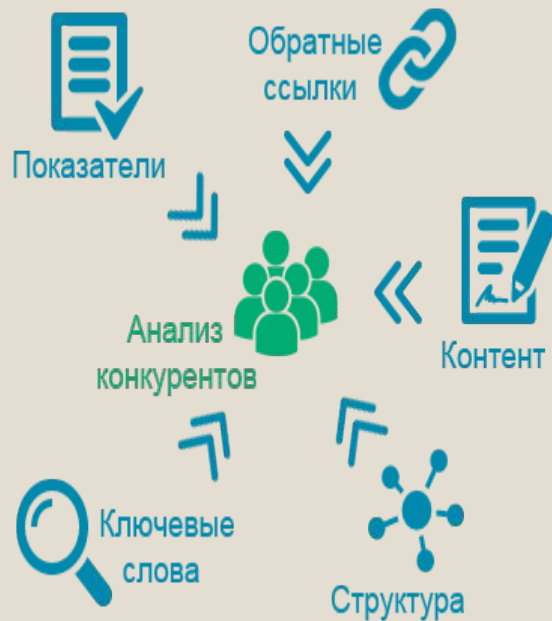 Обратные
ссылки
Показатели
Контент
Анализ
конкурентов
Ключевые
слова
Структура